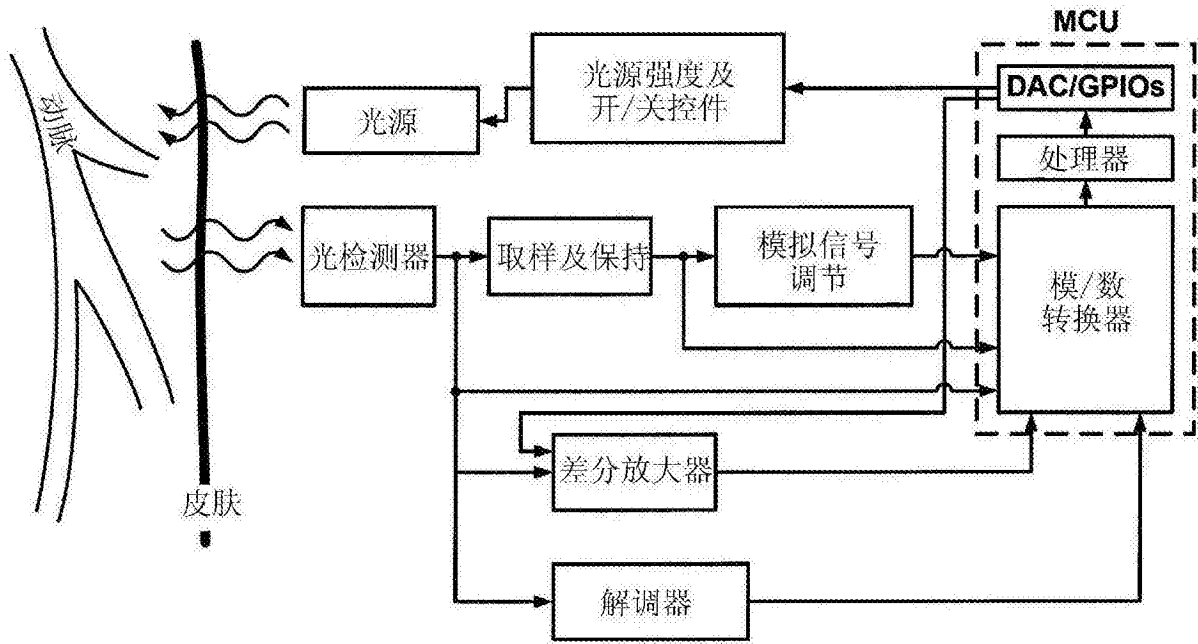 MCU
光源强度及
开/关控件
DAC/GPIOs
动脉
光源
处理器
光检测器
取样及保持
模拟信号
调节
模/数
转换器
差分放大器
皮肤
解调器